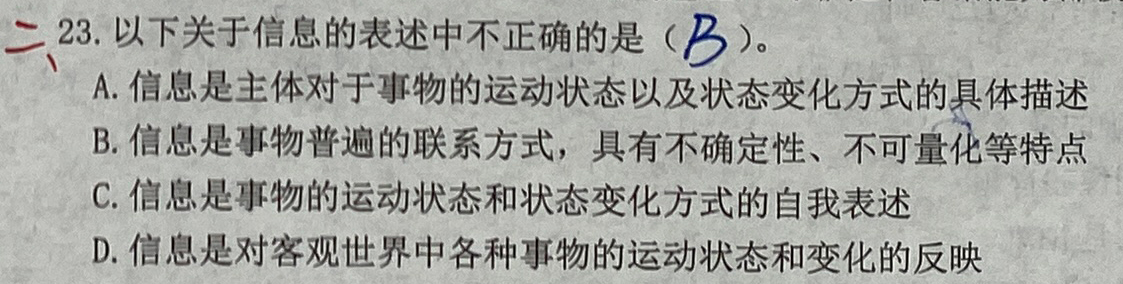 二、23. 以下关于信息的表述中不正确的是（B）。
A. 信息是主体对于事物的运动状态以及状态变化方式的具体描述
B. 信息是事物普遍的联系方式，具有不确定性、不可量化等特点
C. 信息是事物的运动状态和状态变化方式的自我表述
D. 信息是对客观世界中各种事物的运动状态和变化的反映